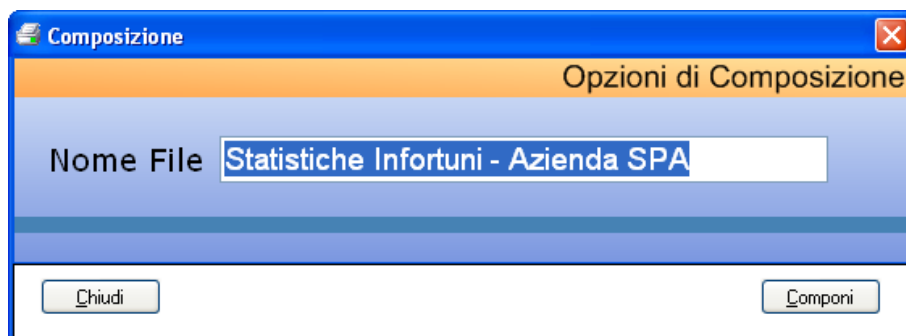 Composizione
Opzioni di Composizione
Nome File Statistiche Infortuni - Azienda SPA
Chiudi Componi